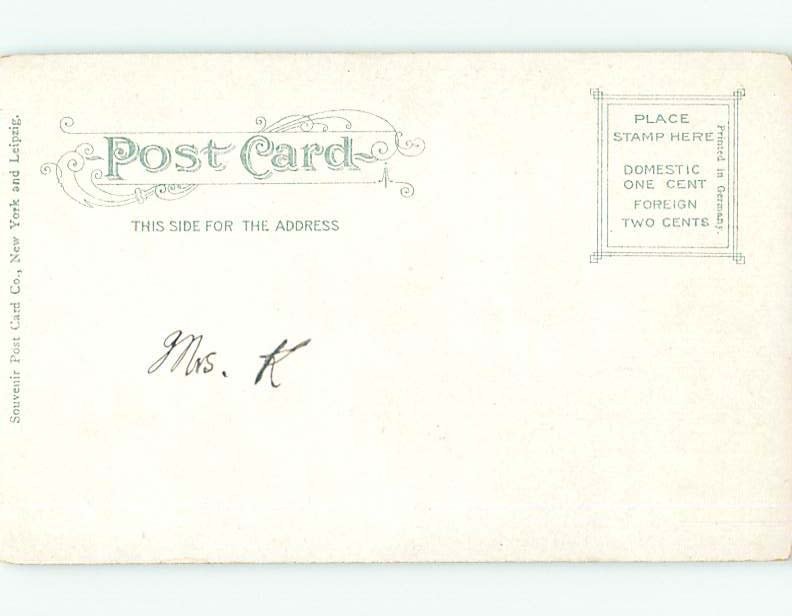 Post Card
THIS SIDE FOR THE ADDRESS
PLACE
STAMP HERE
DOMESTIC
ONE CENT
FOREIGN
TWO CENTS
Printed in Germany.
Souvenir Post Card Co., New York and Leipzig.
Mrs. K